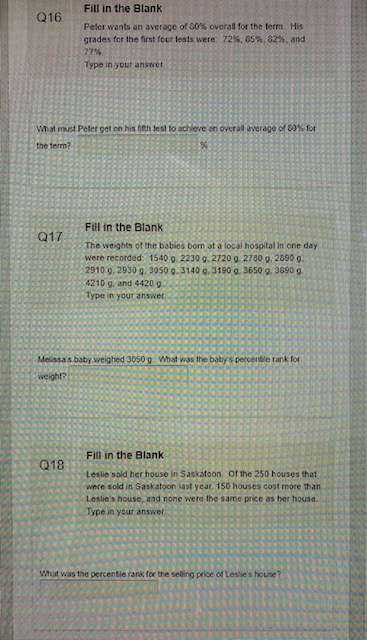 Q16
Fill in the Blank
Peter wants an average of 80% overall for the term. His
grades for the first four tests were: 72%, 85%, 82%, and
77%.
Type in your answer.
What must Peter get on his fifth test to achieve an overall average of 80% for
the term?
%
Q17
Fill in the Blank
The weights of the babies born at a local hospital in one day
were recorded: 1540 g, 2230 g, 2720 g, 2780 g, 2890 g,
2910 g, 2930 g, 3050 g, 3140 g, 3190 g, 3650 g, 3890 g,
4210 g, and 4420 g.
Type in your answer.
Melissa's baby weighed 3050 g. What was the baby's percentile rank for
weight?
Q18
Fill in the Blank
Leslie sold her house in Saskatoon. Of the 250 houses that
were sold in Saskatoon last year, 150 houses cost more than
Leslie's house, and none were the same price as her house.
Type in your answer.
What was the percentile rank for the selling price of Leslie's house?